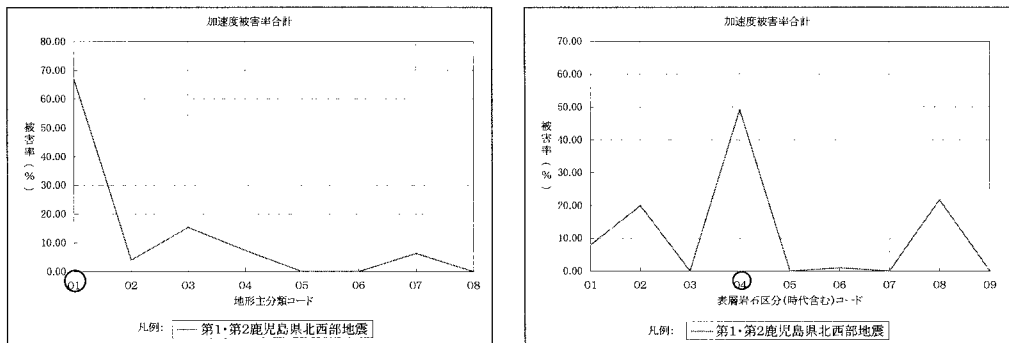 加速度被害率合計
被害率(%)
80.00
70.00
60.00
50.00
40.00
30.00
20.00
10.00
0.00
01 02 03 04 05 06 07 08
地形主分類コード
凡例: 第1・第2鹿児島県北西部地震
加速度被害率合計
被害率(%)
70.00
60.00
50.00
40.00
30.00
20.00
10.00
0.00
01 02 03 04 05 06 07 08 09
表層岩石区分(時代含む)コード
凡例: 第1・第2鹿児島県北西部地震